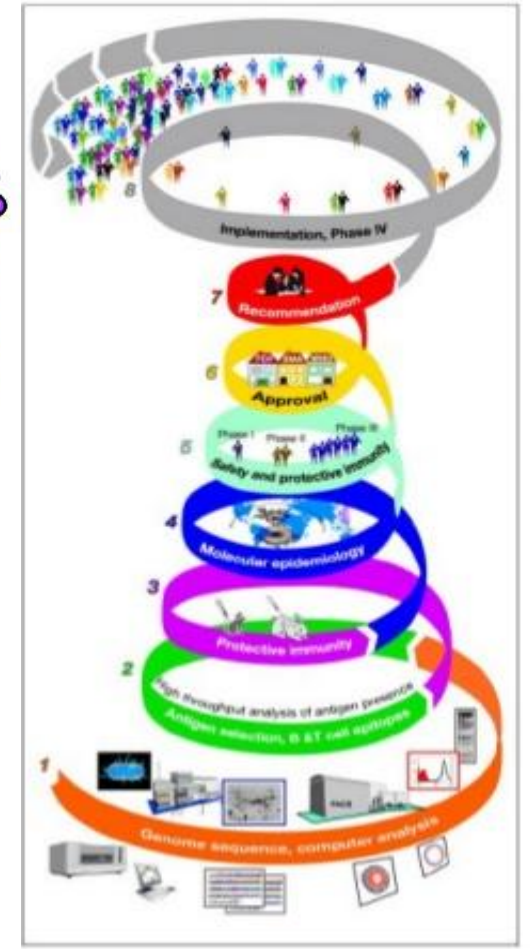 8
Implementation, Phase IV
7
Recommendation
6
Approval
5
Phase I Phase II Phase III
Safety and protective immunity
4
Molecular epidemiology
3
Protective immunity
2
High throughput analysis of antigen presence
Antigen selection, B &T cell epitopes
1
FACS
Genome sequence, computer analysis